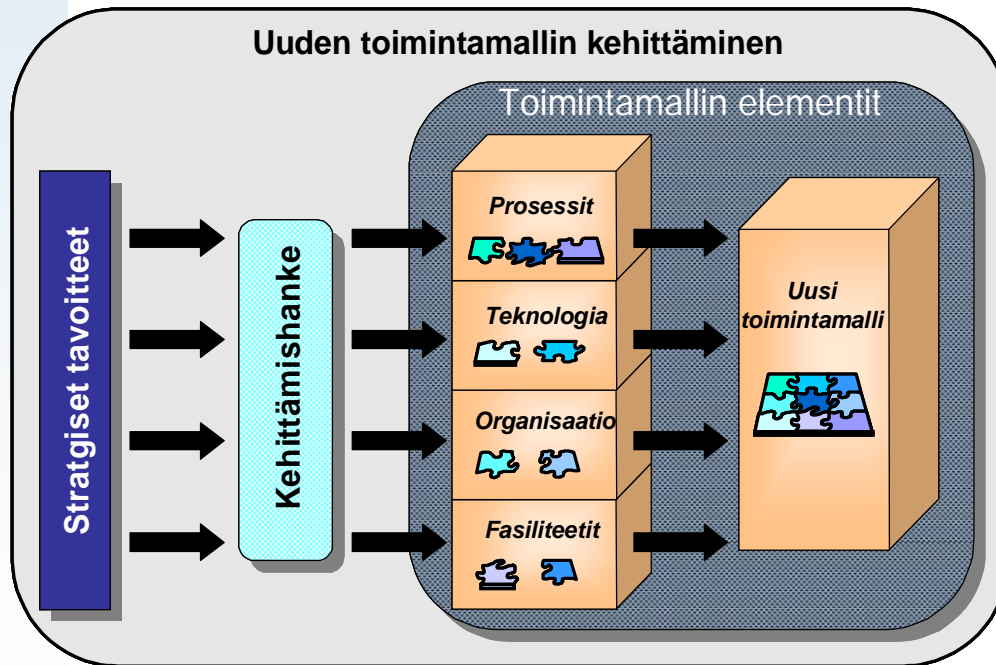 Uuden toimintamallin kehittäminen
Toimintamallin elementit
Stratgiset tavoitteet
Kehittämishanke
Prosessit
Teknologia
Organisaatio
Fasiliteetit
Uusi
toimintamalli